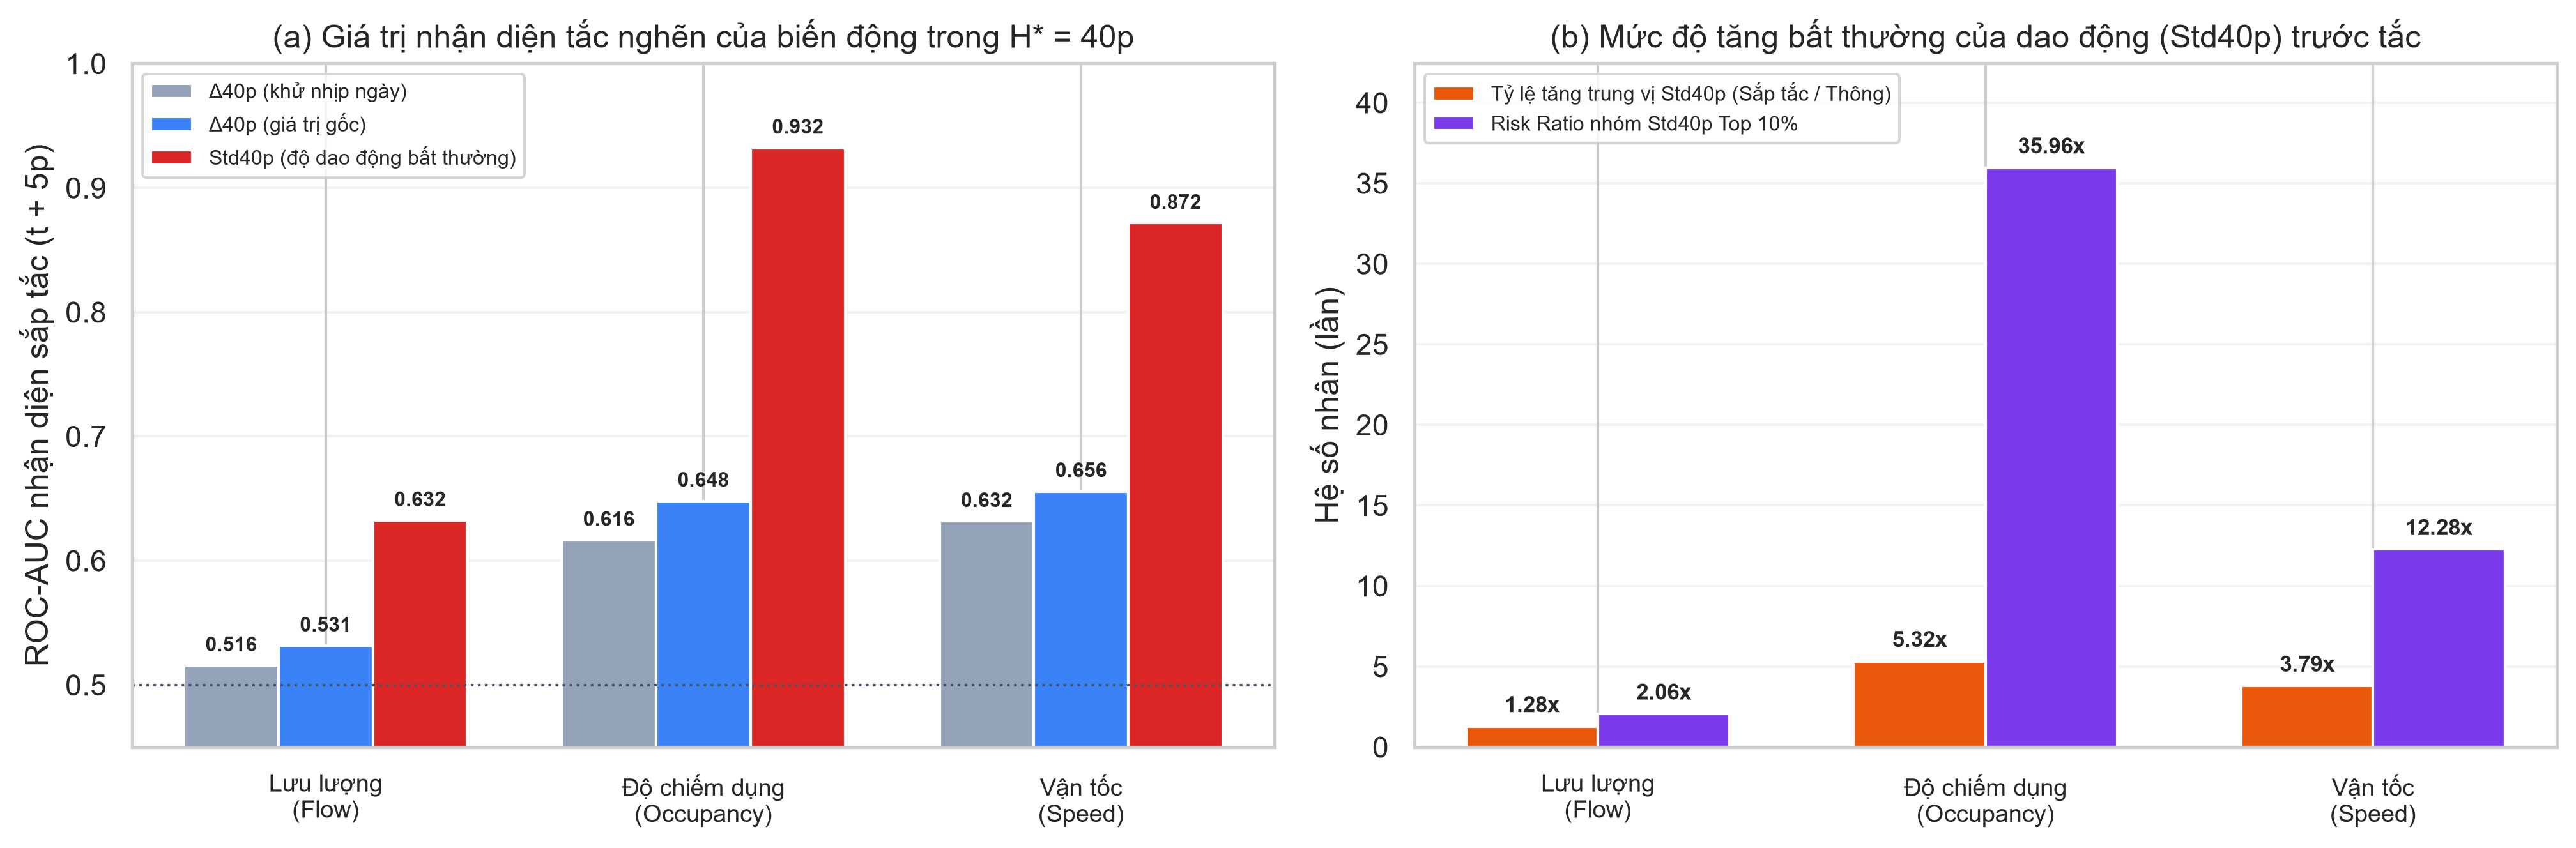 (a) Giá trị nhận diện tắc nghẽn của biến động trong H* = 40p
ROC-AUC nhận diện sắp tắc (t + 5p)
1.0
0.9
0.8
0.7
0.6
0.5
Δ40p (khử nhịp ngày)
Δ40p (giá trị gốc)
Std40p (độ dao động bất thường)
0.516
0.531
0.632
0.616
0.648
0.932
0.632
0.656
0.872
Lưu lượng
(Flow)
Độ chiếm dụng
(Occupancy)
Vận tốc
(Speed)
(b) Mức độ tăng bất thường của dao động (Std40p) trước tắc
Hệ số nhân (lần)
40
35
30
25
20
15
10
5
0
Tỷ lệ tăng trung vị Std40p (Sắp tắc / Thông)
Risk Ratio nhóm Std40p Top 10%
1.28x
2.06x
5.32x
35.96x
3.79x
12.28x
Lưu lượng
(Flow)
Độ chiếm dụng
(Occupancy)
Vận tốc
(Speed)